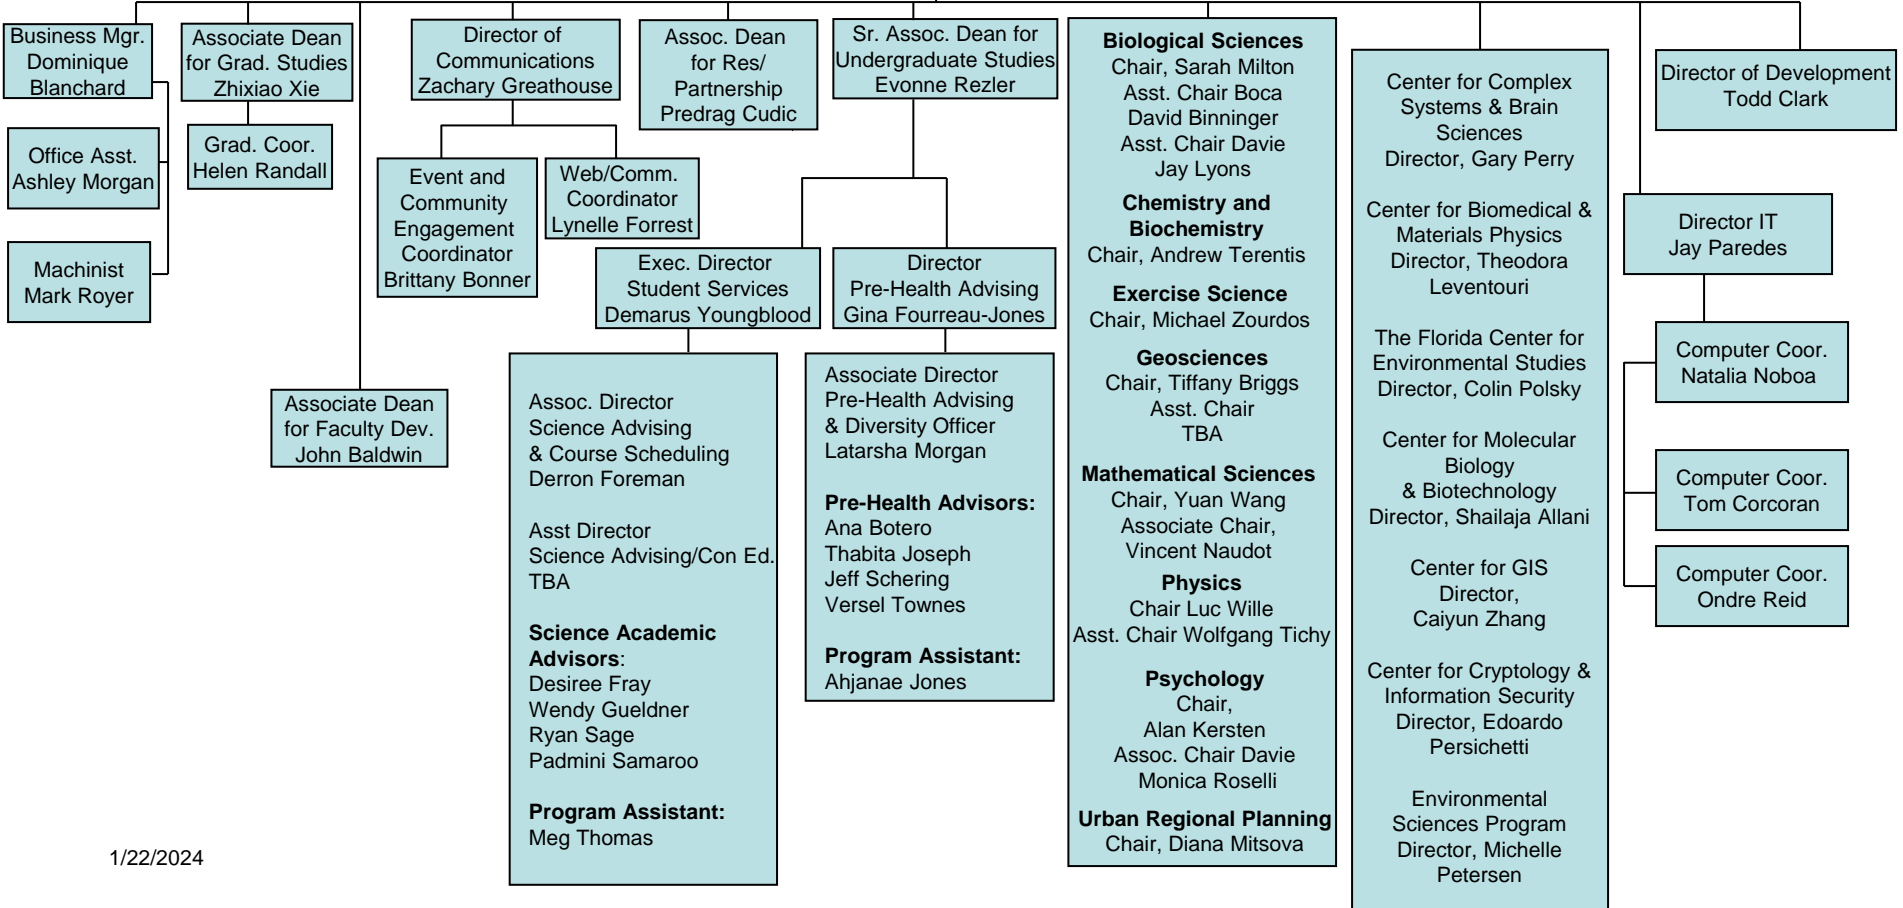 Business Mgr.
Dominique
Blanchard
Office Asst.
Ashley Morgan
Machinist
Mark Royer
Associate Dean
for Grad. Studies
Zhixiao Xie
Grad. Coor.
Helen Randall
Associate Dean
for Faculty Dev.
John Baldwin
Director of
Communications
Zachary Greathouse
Event and
Community
Engagement
Coordinator
Brittany Bonner
Web/Comm.
Coordinator
Lynelle Forrest
Assoc. Dean
for Res/
Partnership
Predrag Cudic
Sr. Assoc. Dean for
Undergraduate Studies
Evonne Rezler
Exec. Director
Student Services
Demarus Youngblood
Assoc. Director
Science Advising
& Course Scheduling
Derron Foreman
Asst Director
Science Advising/Con Ed.
TBA
Science Academic
Advisors:
Desiree Fray
Wendy Gueldner
Ryan Sage
Padmini Samaroo
Program Assistant:
Meg Thomas
Director
Pre-Health Advising
Gina Fourreau-Jones
Associate Director
Pre-Health Advising
& Diversity Officer
Latarsha Morgan
Pre-Health Advisors:
Ana Botero
Thabita Joseph
Jeff Schering
Versel Townes
Program Assistant:
Ahjanae Jones
Biological Sciences
Chair, Sarah Milton
Asst. Chair Boca
David Binninger
Asst. Chair Davie
Jay Lyons
Chemistry and
Biochemistry
Chair, Andrew Terentis
Exercise Science
Chair, Michael Zourdos
Geosciences
Chair, Tiffany Briggs
Asst. Chair
TBA
Mathematical Sciences
Chair, Yuan Wang
Associate Chair,
Vincent Naudot
Physics
Chair Luc Wille
Asst. Chair Wolfgang Tichy
Psychology
Chair,
Alan Kersten
Assoc. Chair Davie
Monica Roselli
Urban Regional Planning
Chair, Diana Mitsova
Center for Complex
Systems & Brain
Sciences
Director, Gary Perry
Center for Biomedical &
Materials Physics
Director, Theodora
Leventouri
The Florida Center for
Environmental Studies
Director, Colin Polsky
Center for Molecular
Biology
& Biotechnology
Director, Shailaja Allani
Center for GIS
Director,
Caiyun Zhang
Center for Cryptology &
Information Security
Director, Edoardo
Persichetti
Environmental
Sciences Program
Director, Michelle
Petersen
Director of Development
Todd Clark
Director IT
Jay Paredes
Computer Coor.
Natalia Noboa
Computer Coor.
Tom Corcoran
Computer Coor.
Ondre Reid
1/22/2024